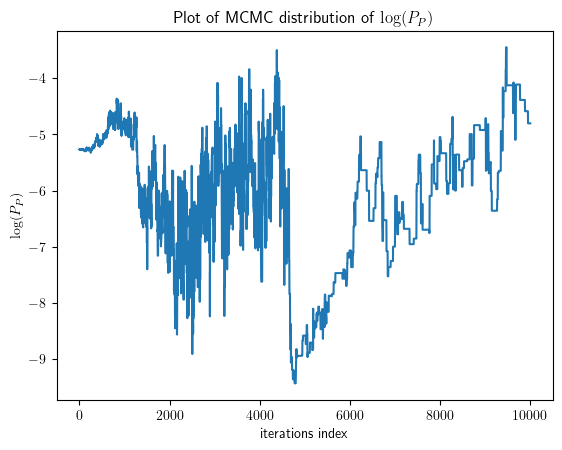 Plot of MCMC distribution of log(P_P)
−4
−5
−6
−7
−8
−9
log(P_P)
0 2000 4000 6000 8000 10000
iterations index